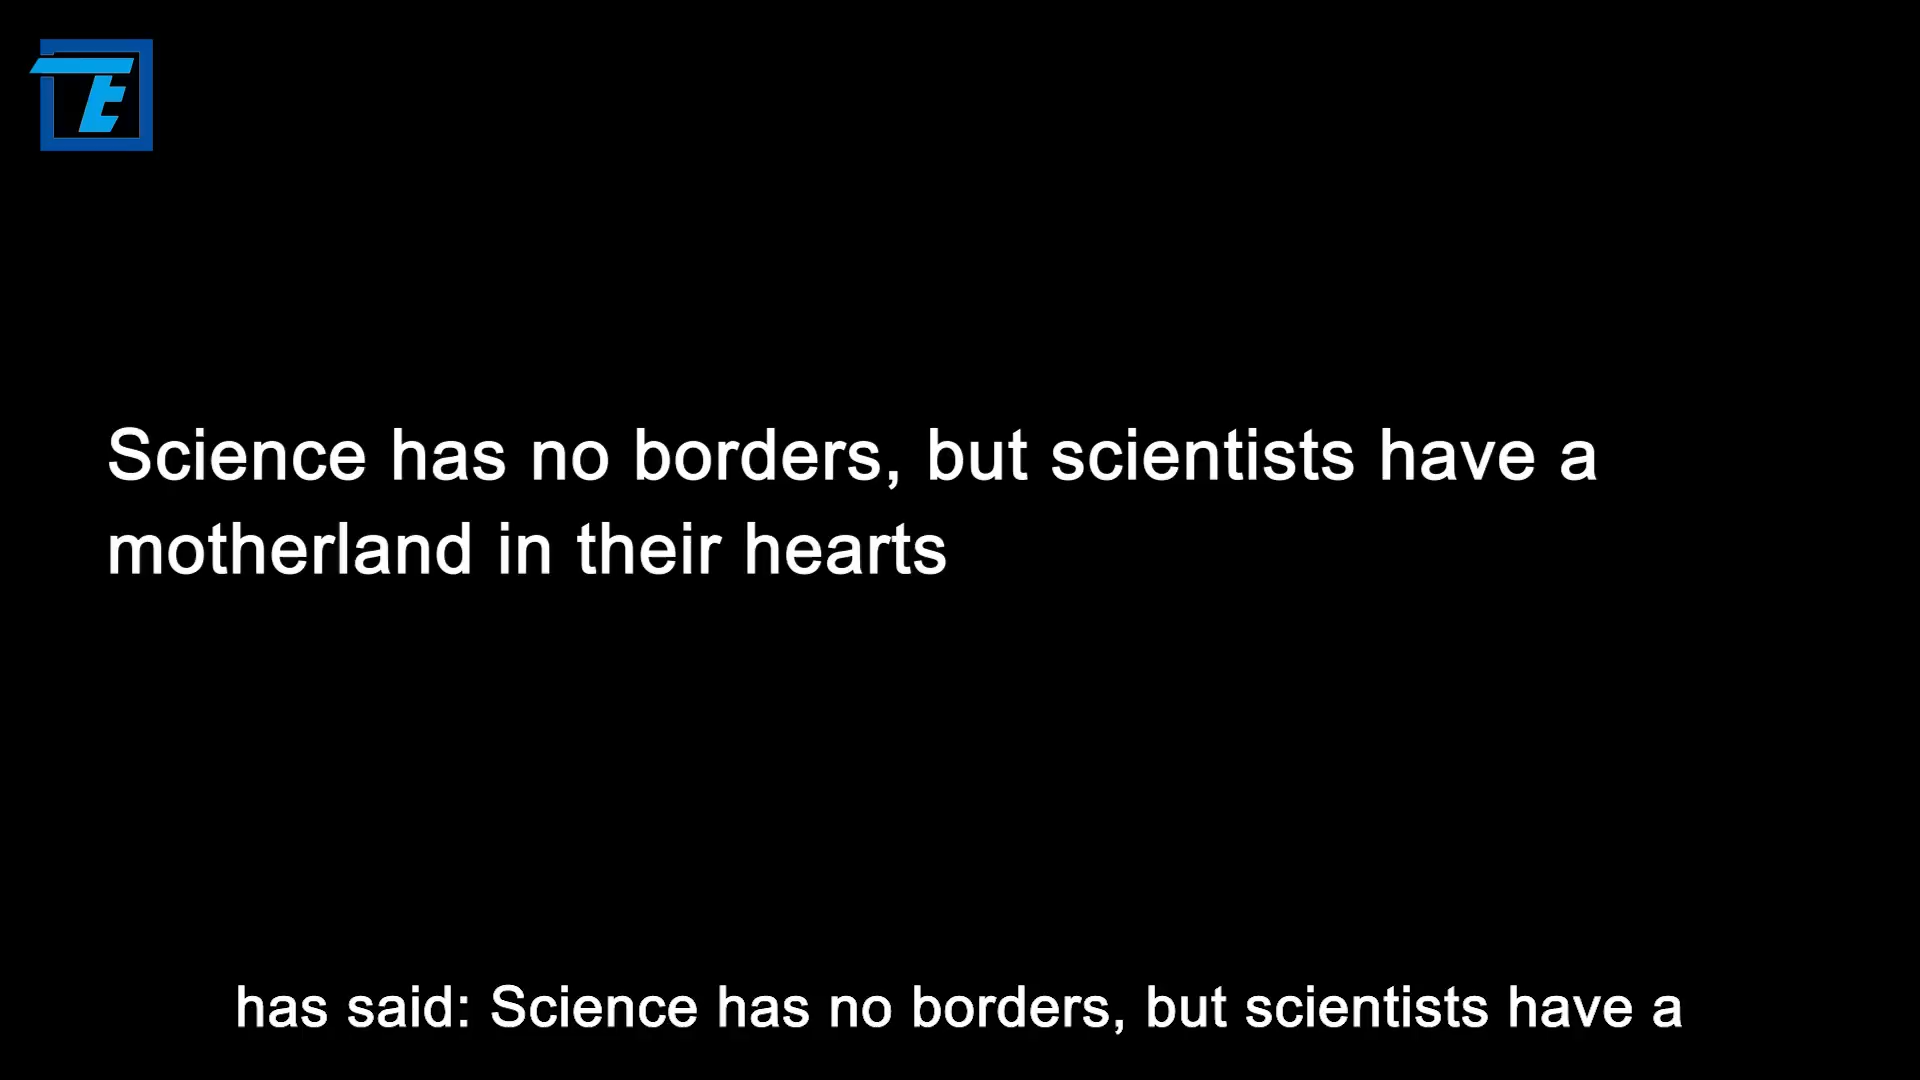 TE
Science has no borders, but scientists have a
motherland in their hearts
has said: Science has no borders, but scientists have a